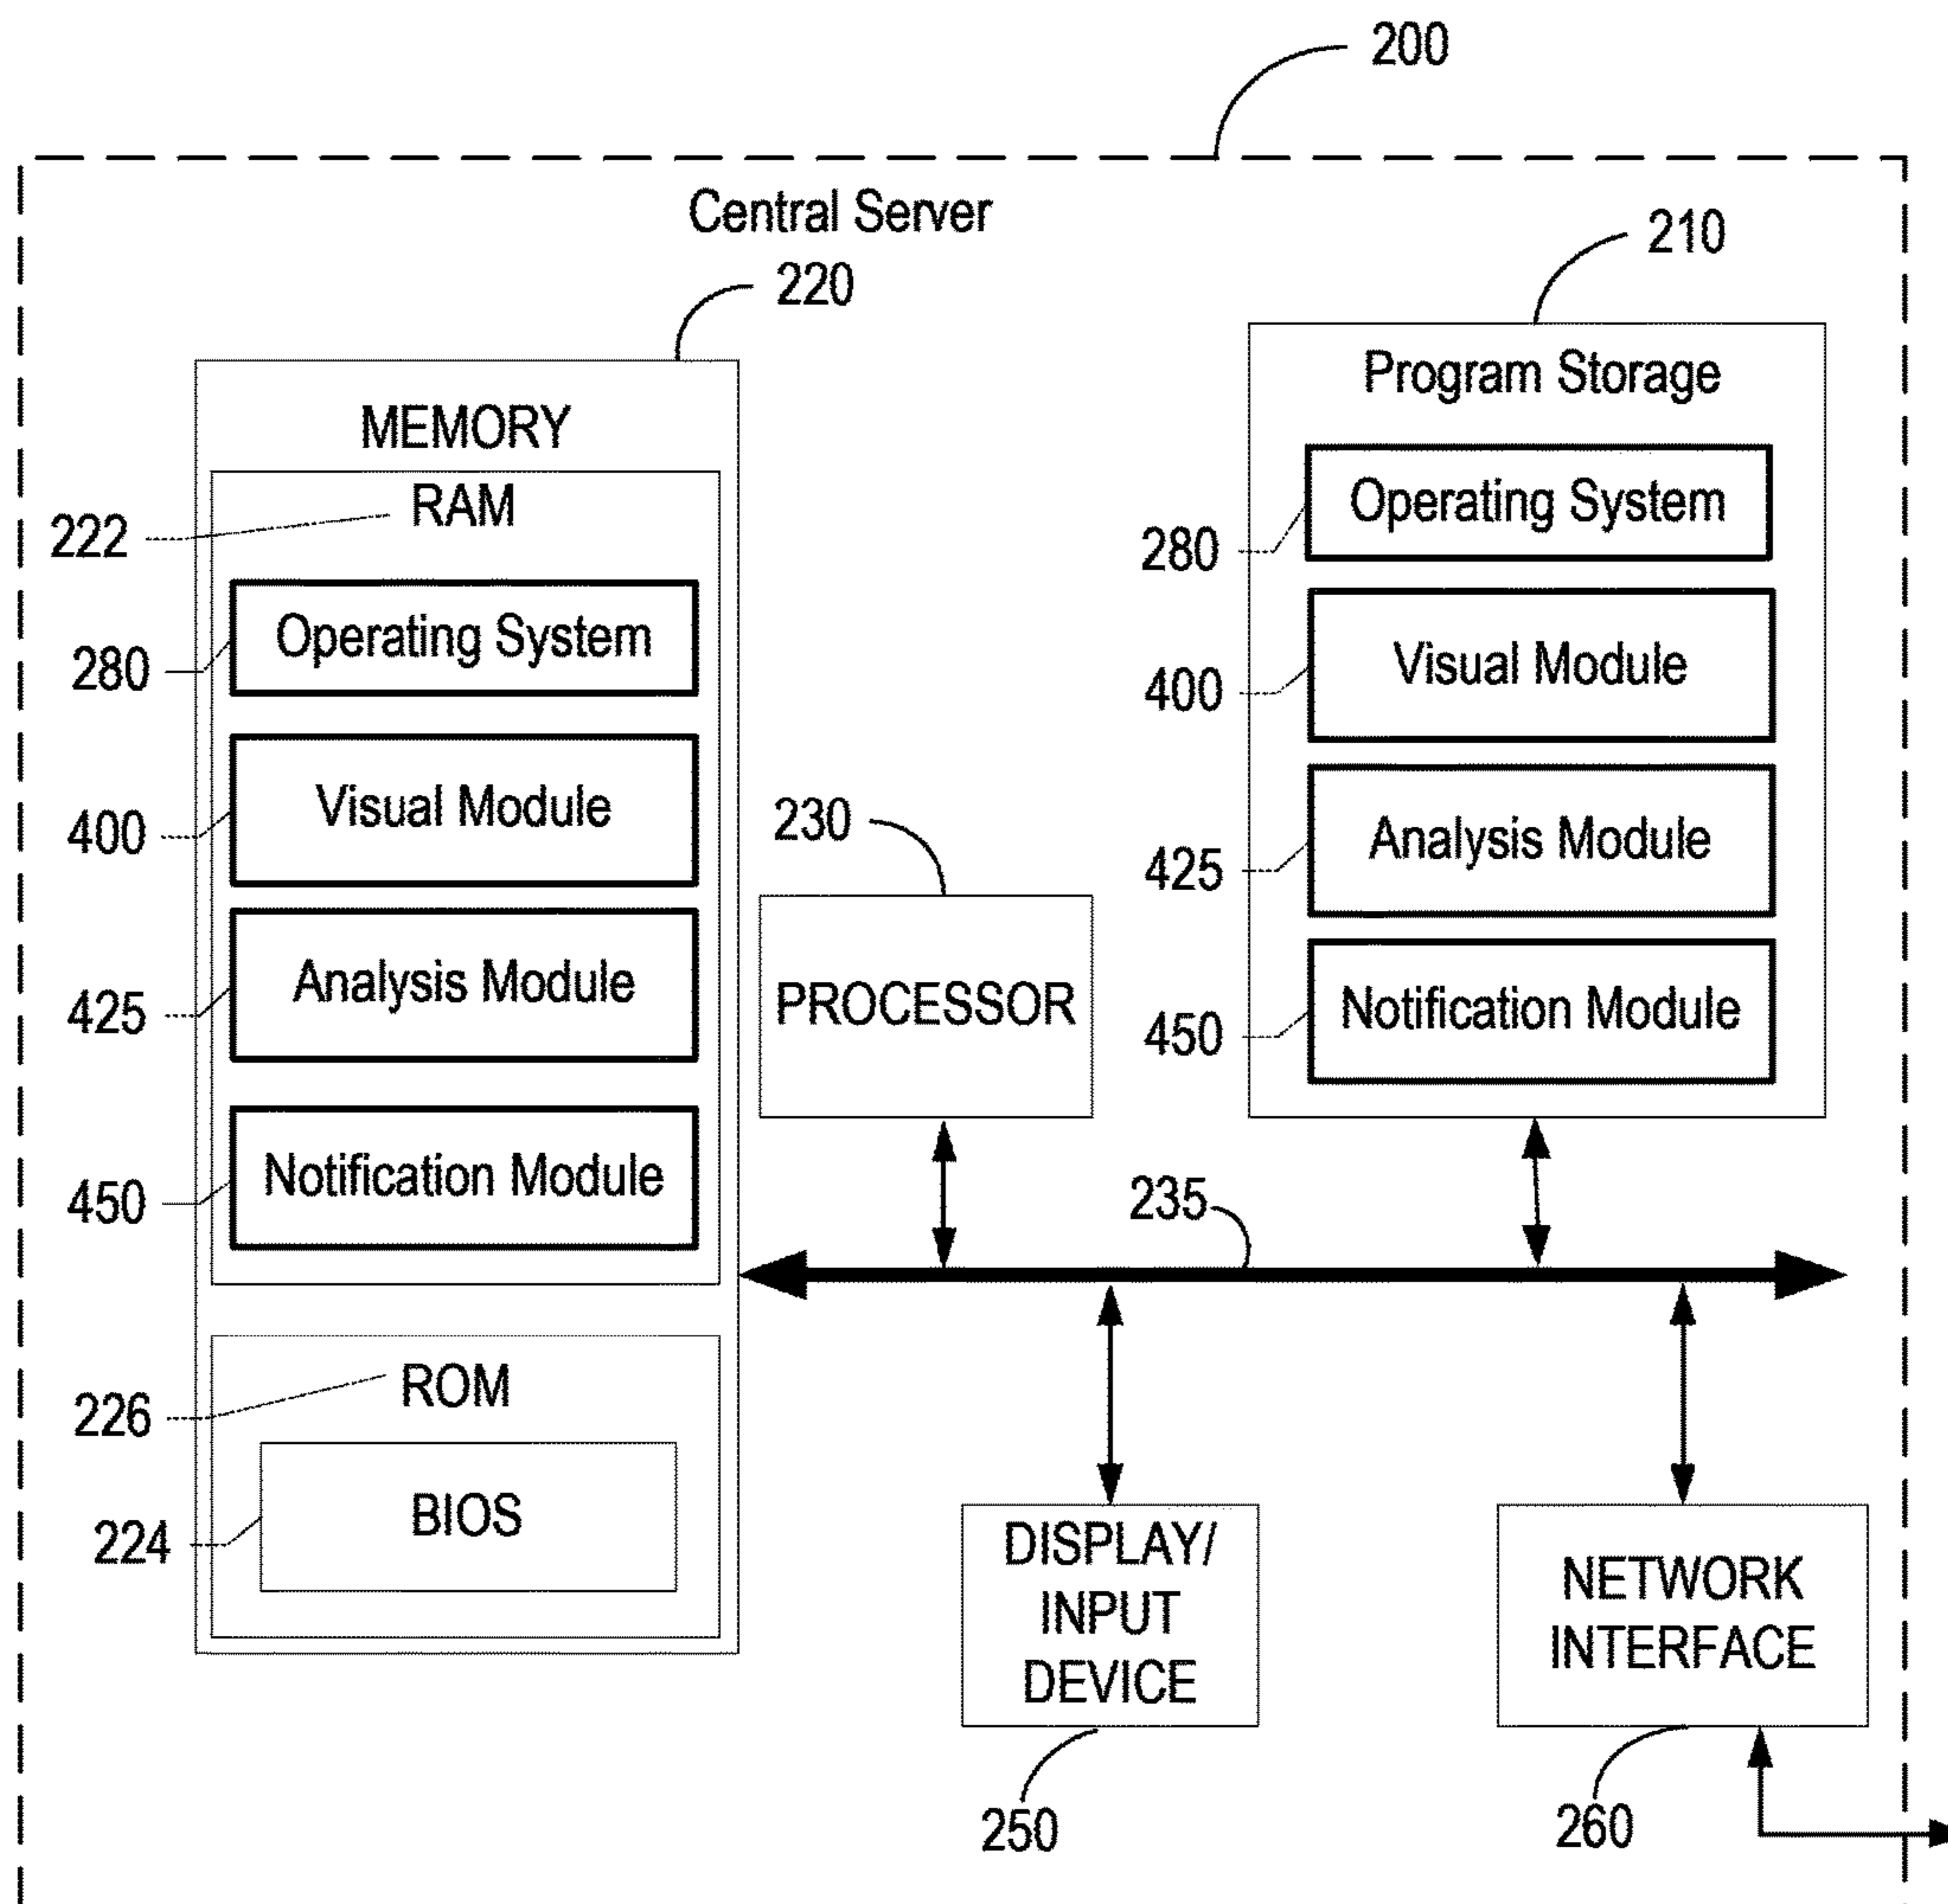 200
Central Server
210
220
Program Storage
MEMORY
RAM
222
Operating System
280
Operating System
280
Visual Module
400
Visual Module
400
Analysis Module
425
230
Analysis Module
425
PROCESSOR
Notification Module
450
Notification Module
450
235
ROM
226
BIOS
224
DISPLAY/
INPUT
DEVICE
NETWORK
INTERFACE
250
260